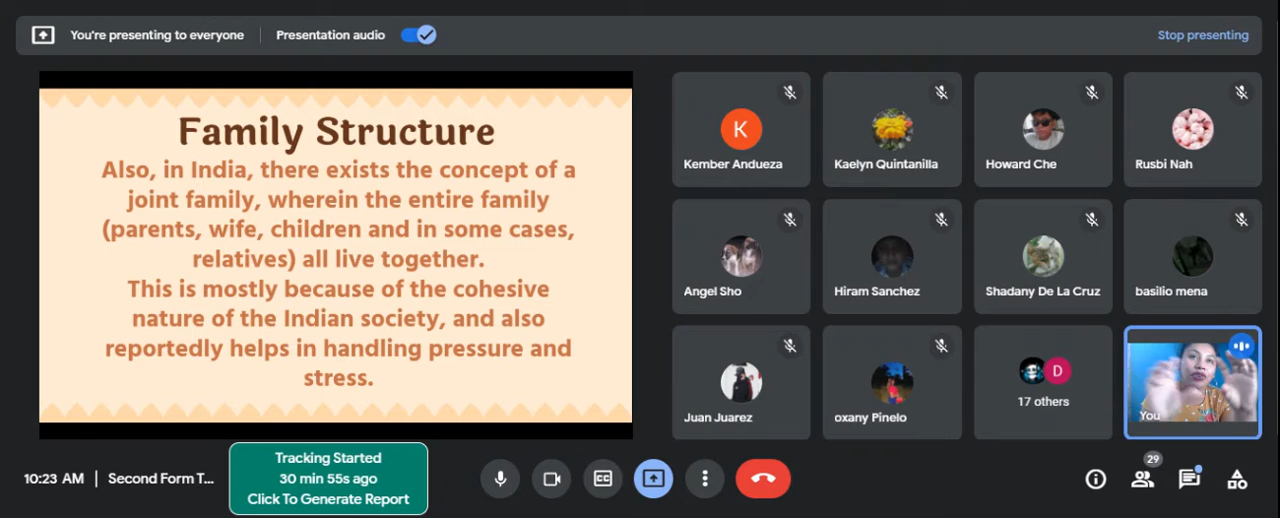 You're presenting to everyone
Presentation audio
Stop presenting
Family Structure
Also, in India, there exists the concept of a
joint family, wherein the entire family
(parents, wife, children and in some cases,
relatives) all live together.
This is mostly because of the cohesive
nature of the Indian society, and also
reportedly helps in handling pressure and
stress.
K
Kember Andueza
Kaelyn Quintanilla
Howard Che
Rusbi Nah
Angel Sho
Hiram Sanchez
Shadany De La Cruz
basilio mena
Juan Juarez
oxany Pinelo
D
17 others
You
10:23 AM | Second Form T...
Tracking Started
30 min 55s ago
Click To Generate Report
CC
29